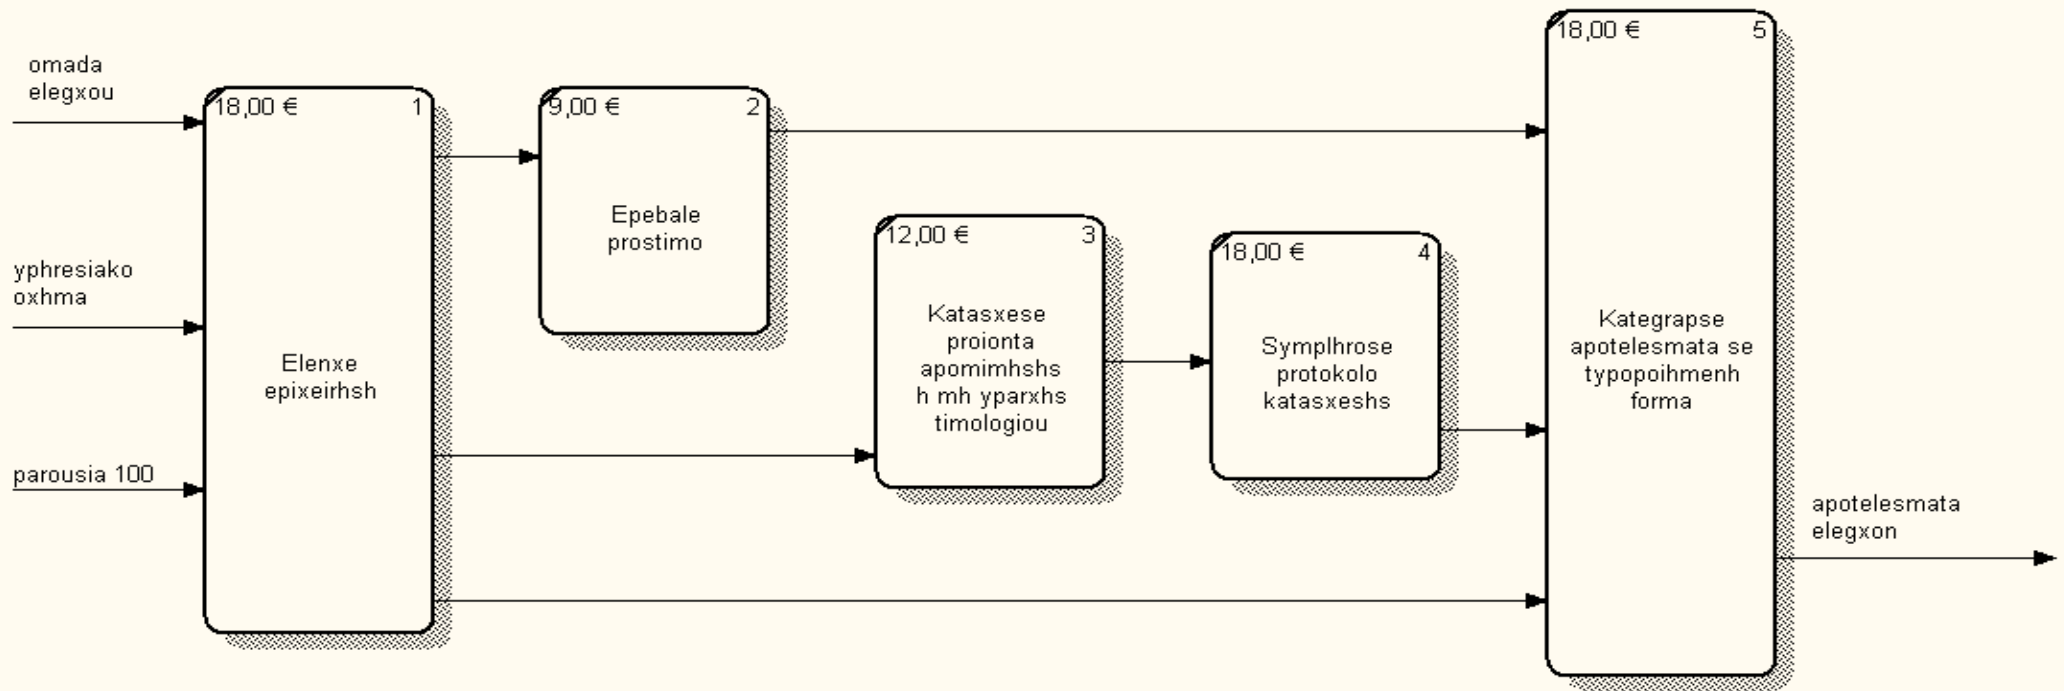 omada
elegxou
yphresiako
oxhma
parousia 100
18,00 € 1
Elenxe
epixeirhsh
9,00 € 2
Epebale
prostimo
12,00 € 3
Katasxese
proionta
apomimhshs
h mh yparxhs
timologiou
18,00 € 4
Symplhrose
protokolo
katasxeshs
18,00 € 5
Kategrapse
apotelesmata se
typopoihmenh
forma
apotelesmata
elegxon